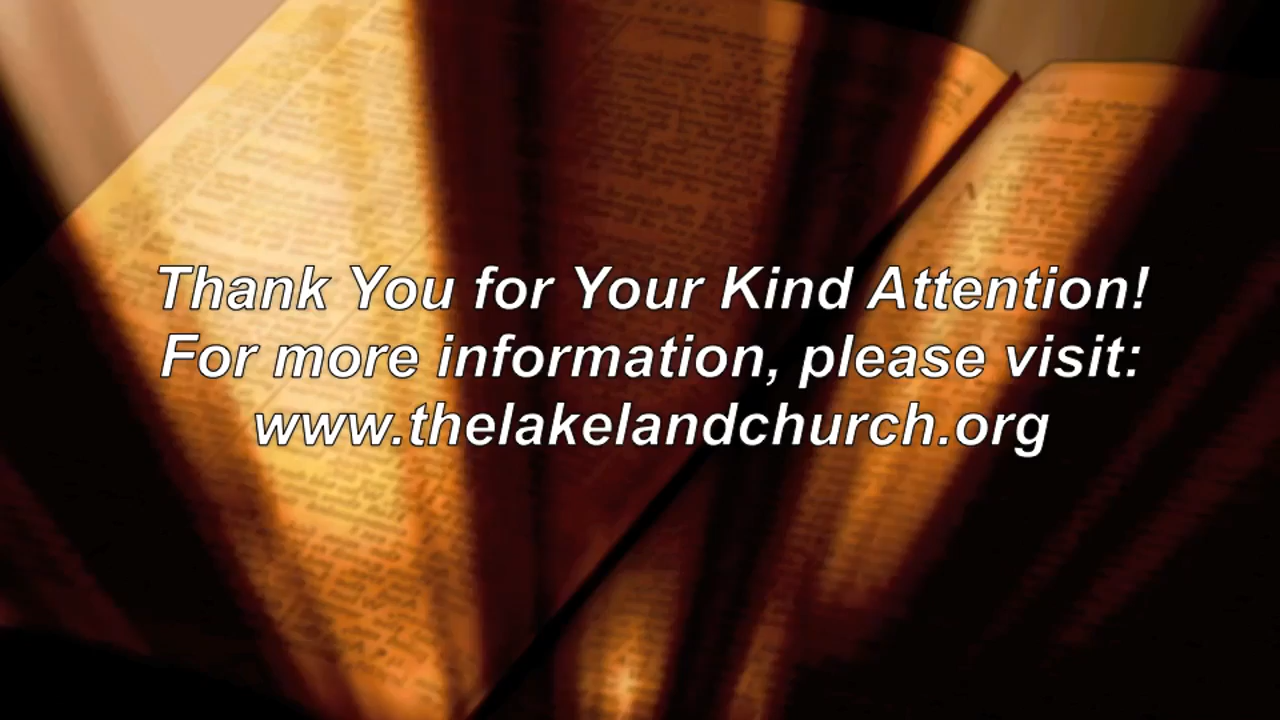 Thank You for Your Kind Attention!
For more information, please visit:
www.thelakelandchurch.org